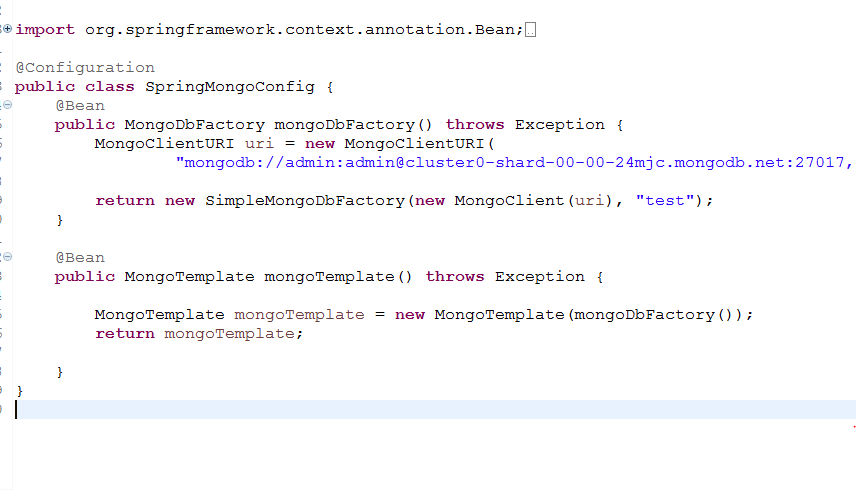 import org.springframework.context.annotation.Bean;
@Configuration
public class SpringMongoConfig {
@Bean
public MongoDbFactory mongoDbFactory() throws Exception {
MongoClientURI uri = new MongoClientURI(
"mongodb://admin:admin@cluster0-shard-00-00-24mjc.mongodb.net:27017,
return new SimpleMongoDbFactory(new MongoClient(uri), "test");
}
@Bean
public MongoTemplate mongoTemplate() throws Exception {
MongoTemplate mongoTemplate = new MongoTemplate(mongoDbFactory());
return mongoTemplate;
}
}